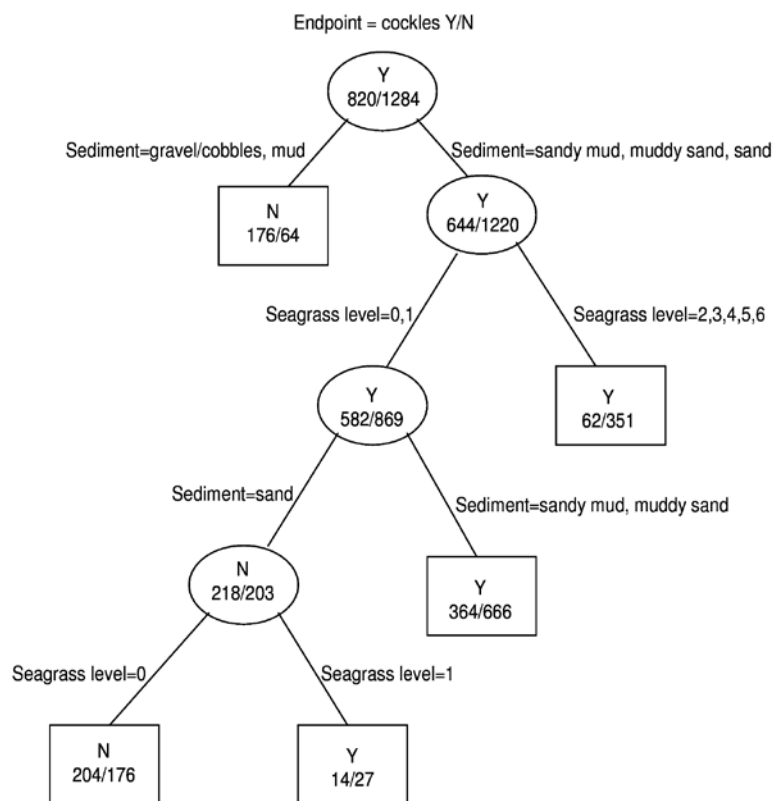 Endpoint = cockles Y/N
Y
820/1284
Sediment=gravel/cobbles, mud
Sediment=sandy mud, muddy sand, sand
N
176/64
Y
644/1220
Seagrass level=0,1
Seagrass level=2,3,4,5,6
Y
582/869
Y
62/351
Sediment=sand
Sediment=sandy mud, muddy sand
N
218/203
Y
364/666
Seagrass level=0
Seagrass level=1
N
204/176
Y
14/27